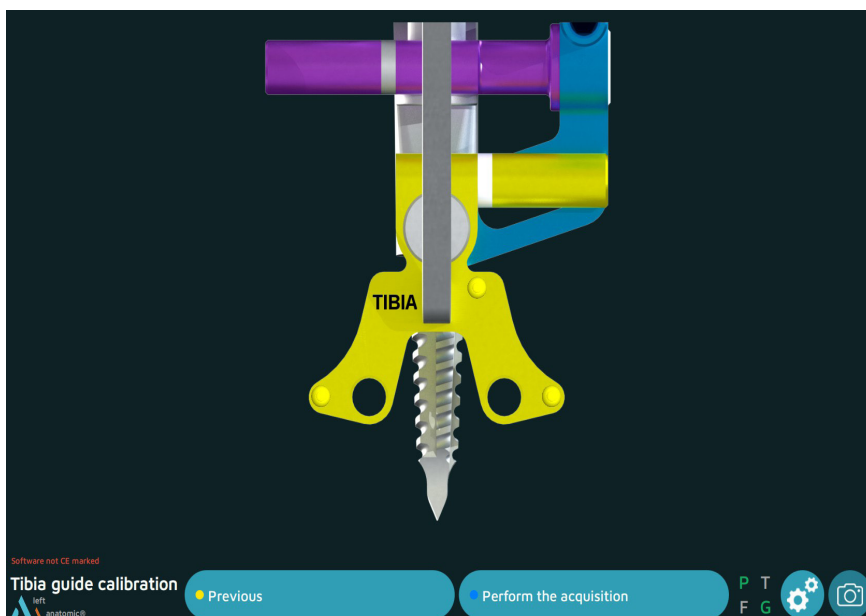 TIBIA
Software not CE marked
Tibia guide calibration
left
anatomic®
Previous
Perform the acquisition
P T
F G